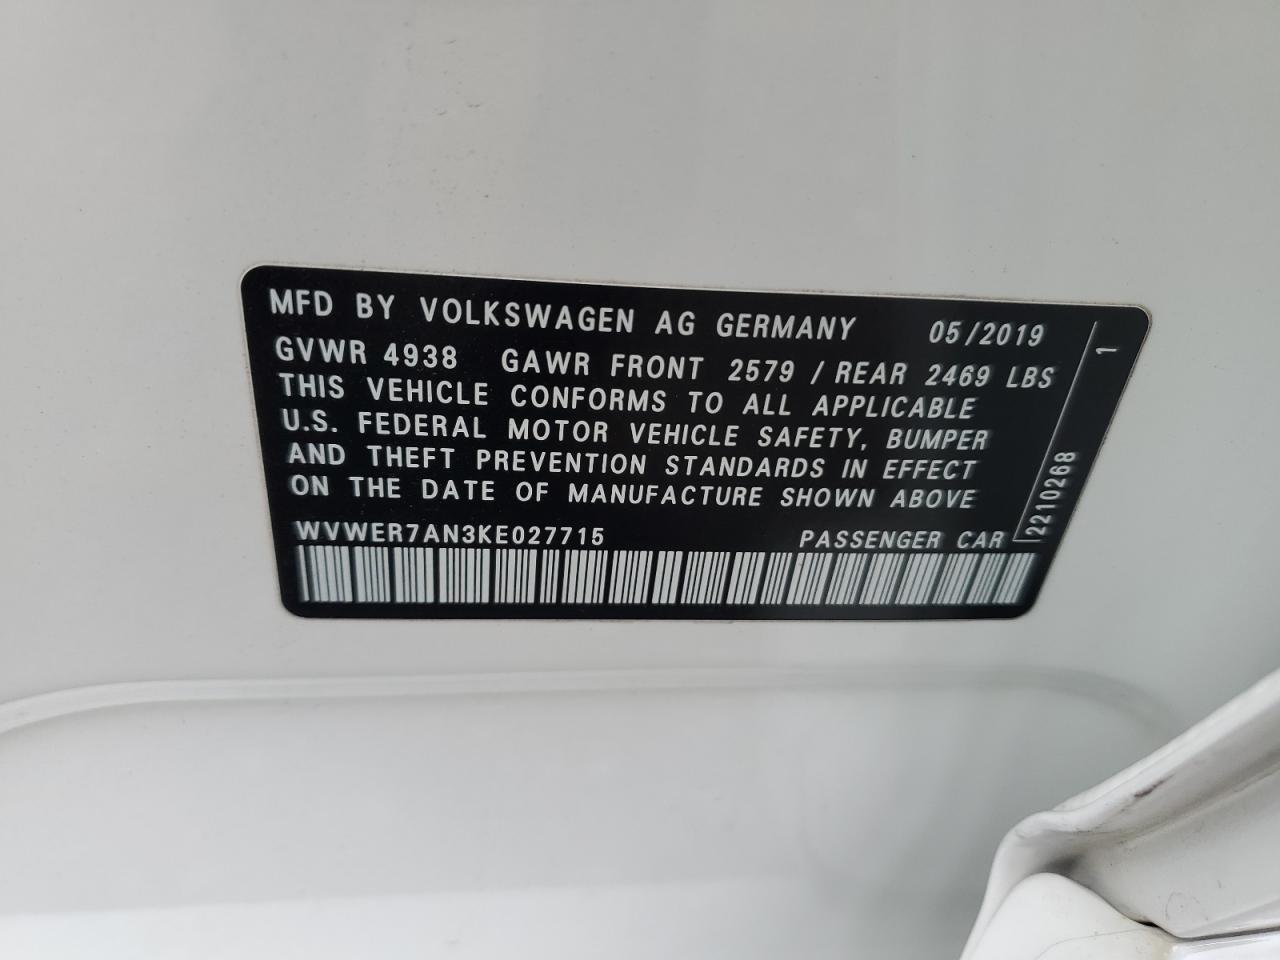 MFD BY VOLKSWAGEN AG GERMANY 05/2019
GVWR 4938 GAWR FRONT 2579 / REAR 2469 LBS
THIS VEHICLE CONFORMS TO ALL APPLICABLE
U.S. FEDERAL MOTOR VEHICLE SAFETY, BUMPER
AND THEFT PREVENTION STANDARDS IN EFFECT
ON THE DATE OF MANUFACTURE SHOWN ABOVE
WVWER7AN3KE027715 PASSENGER CAR
2210268 1